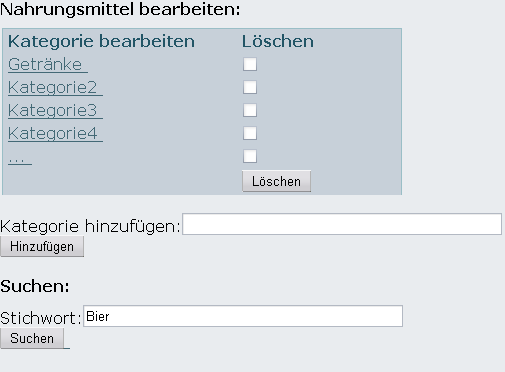 Nahrungsmittel bearbeiten:
Kategorie bearbeiten Löschen
Getränke
Kategorie2
Kategorie3
Kategorie4
...
Löschen
Kategorie hinzufügen:
Hinzufügen
Suchen:
Stichwort: Bier
Suchen